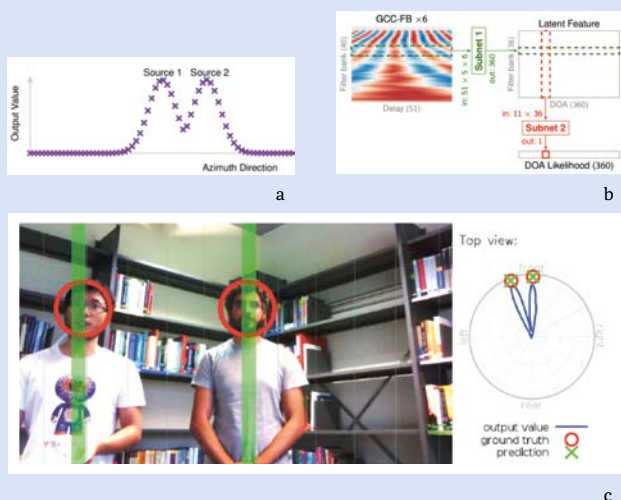 Source 1 Source 2
Output Value
Azimuth Direction
a
GCC-FB ×6
Filter bank (40)
Delay (51)
in: 51 × 5 × 6
Subnet 1
out: 360
Latent Feature
Filter bank (36)
DOA (360)
in: 11 × 36
Subnet 2
out: 1
DOA Likelihood (360)
b
Top view:
front
left
right
rear
output value
ground truth
prediction
c